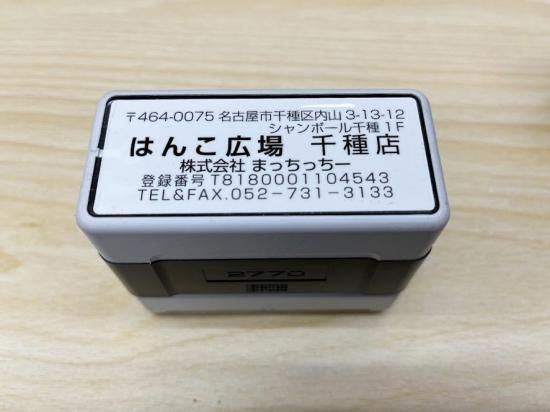 〒464-0075 名古屋市千種区内山 3-13-12
シャンボール千種 1F
はんこ広場 千種店
株式会社 まっちっちー
登録番号 T8180001104543
TEL&FAX.052-731-3133
2770